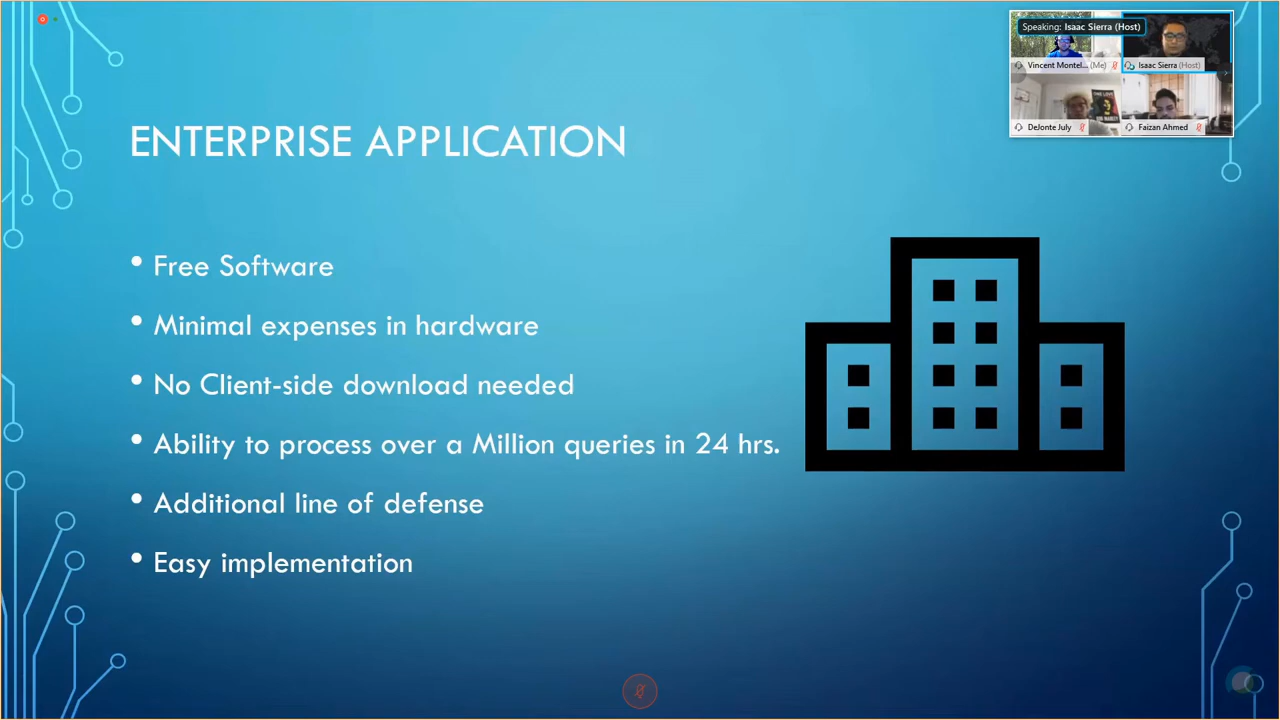 Speaking: Isaac Sierra (Host)
Vincent Montel... (Me)
Isaac Sierra (Host)
DeJonte July
Faizan Ahmed
ENTERPRISE APPLICATION
• Free Software
• Minimal expenses in hardware
• No Client-side download needed
• Ability to process over a Million queries in 24 hrs.
• Additional line of defense
• Easy implementation